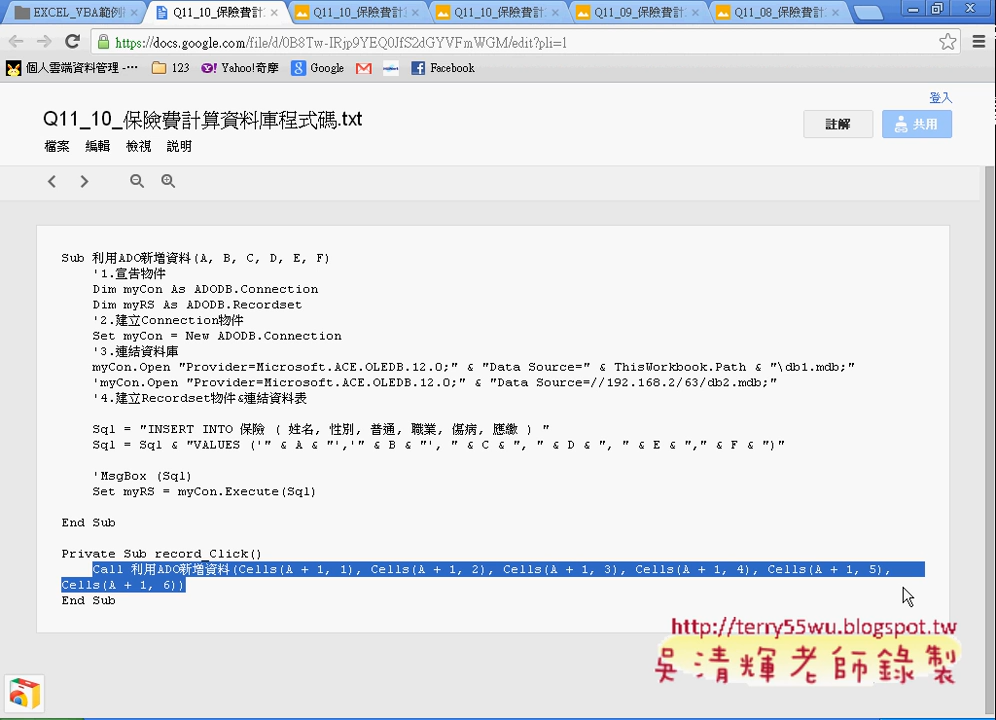 EXCEL_VBA範例
Q11_10_保險費計
Q11_10_保險費計
Q11_10_保險費計
Q11_09_保險費計
Q11_08_保險費計
https://docs.google.com/file/d/0B8Tw-IRjp9YEQ0JfS2dGYVFmWGM/edit?pli=1
個人雲端資料管理 -···
123
Yahoo!奇摩
Google
Facebook
登入
Q11_10_保險費計算資料庫程式碼.txt
註解
共用
檔案 編輯 檢視 說明
Sub 利用ADO新增資料(A, B, C, D, E, F)
'1.宣告物件
Dim myCon As ADODB.Connection
Dim myRS As ADODB.Recordset
'2.建立Connection物件
Set myCon = New ADODB.Connection
'3.連結資料庫
myCon.Open "Provider=Microsoft.ACE.OLEDB.12.0;" & "Data Source=" & ThisWorkbook.Path & "\db1.mdb;"
'myCon.Open "Provider=Microsoft.ACE.OLEDB.12.0;" & "Data Source=//192.168.2/63/db2.mdb;"
'4.建立Recordset物件&連結資料表
Sql = "INSERT INTO 保險 ( 姓名, 性別, 普通, 職業, 傷病, 應繳 ) "
Sql = Sql & "VALUES ('" & A & "','" & B & "', " & C & ", " & D & ", " & E & "," & F & ")"
'MsgBox (Sql)
Set myRS = myCon.Execute(Sql)
End Sub
Private Sub record_Click()
Call 利用ADO新增資料(Cells(A + 1, 1), Cells(A + 1, 2), Cells(A + 1, 3), Cells(A + 1, 4), Cells(A + 1, 5),
Cells(A + 1, 6))
End Sub
http://terry55wu.blogspot.tw
吳清輝老師錄製